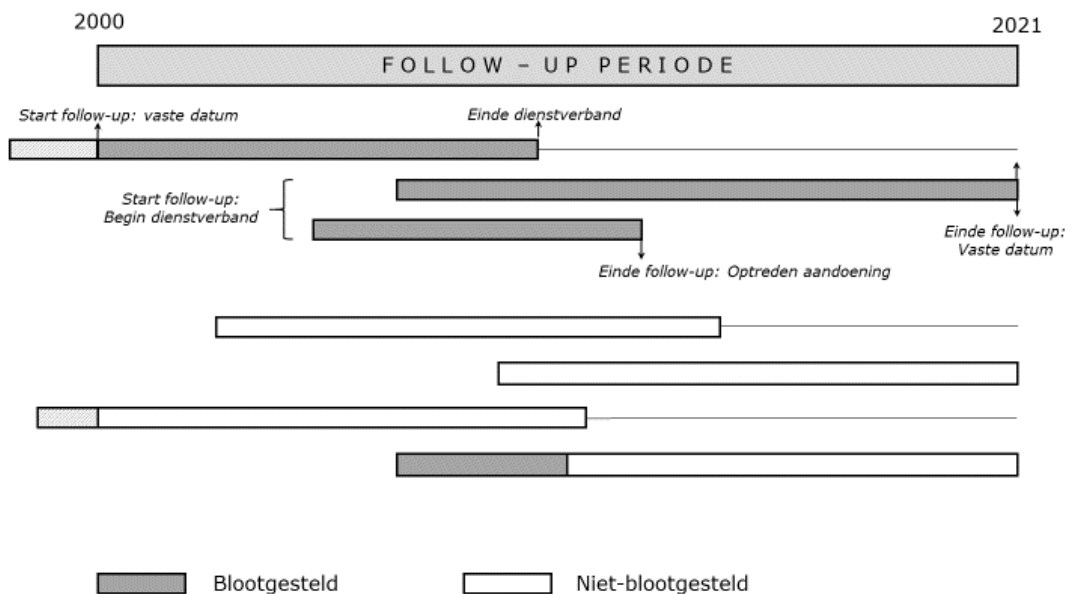 2000
2021
FOLLOW – UP PERIODE
Start follow-up: vaste datum
Einde dienstverband
Start follow-up:
Begin dienstverband
Einde follow-up:
Vaste datum
Einde follow-up: Optreden aandoening
Blootgesteld
Niet-blootgesteld